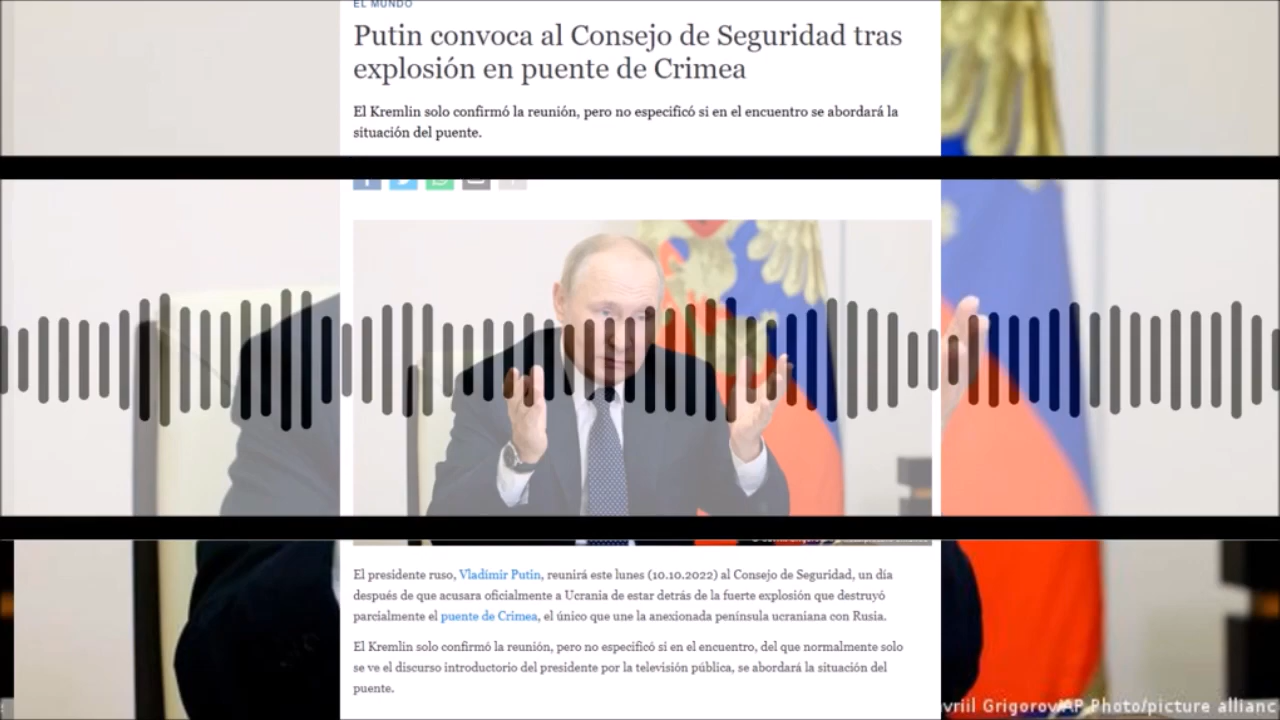 EL MUNDO
Putin convoca al Consejo de Seguridad tras
explosión en puente de Crimea
El Kremlin solo confirmó la reunión, pero no especificó si en el encuentro se abordará la
situación del puente.
El presidente ruso, Vladímir Putin, reunirá este lunes (10.10.2022) al Consejo de Seguridad, un día
después de que acusara oficialmente a Ucrania de estar detrás de la fuerte explosión que destruyó
parcialmente el puente de Crimea, el único que une la anexionada península ucraniana con Rusia.
El Kremlin solo confirmó la reunión, pero no especificó si en el encuentro, del que normalmente solo
se ve el discurso introductorio del presidente por la televisión pública, se abordará la situación del
puente.
Grigorov/AP Photo/picture